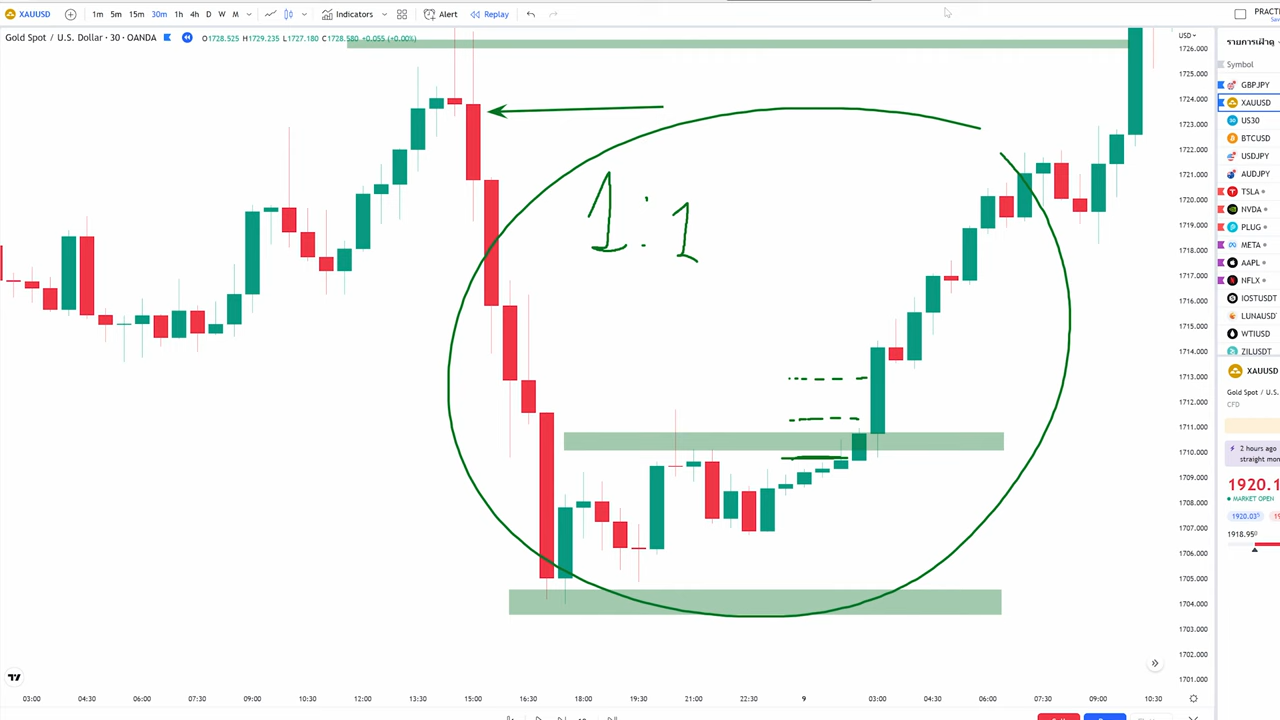 XAUUSD 1m 5m 15m 30m 1h 4h D W M Indicators Alert Replay PRACTI
Gold Spot / U.S. Dollar · 30 · OANDA O1728.525 H1729.235 L1727.180 C1728.580 +0.055 (+0.00%)
USD
1726.000
1725.000
1724.000
1723.000
1722.000
1721.000
1720.000
1719.000
1718.000
1717.000
1716.000
1715.000
1714.000
1713.000
1712.000
1711.000
1710.000
1709.000
1708.000
1707.000
1706.000
1705.000
1704.000
1703.000
1702.000
1701.000
1:1
03:00 04:30 06:00 07:30 09:00 10:30 12:00 13:30 15:00 16:30 18:00 19:30 21:00 22:30 9 03:00 04:30 06:00 07:30 09:00 10:30
รายการเฝ้าดู
Symbol
GBPJPY
XAUUSD
US30
BTCUSD
USDJPY
AUDJPY
TSLA
NVDA
PLUG
META
AAPL
NFLX
IOSTUSDT
LUNAUSDT
WTIUSD
ZILUSDT
XAUUSD
Gold Spot / U.S.
CFD
2 hours ago
straight mon
1920.1
MARKET OPEN
1920.03
1918.95